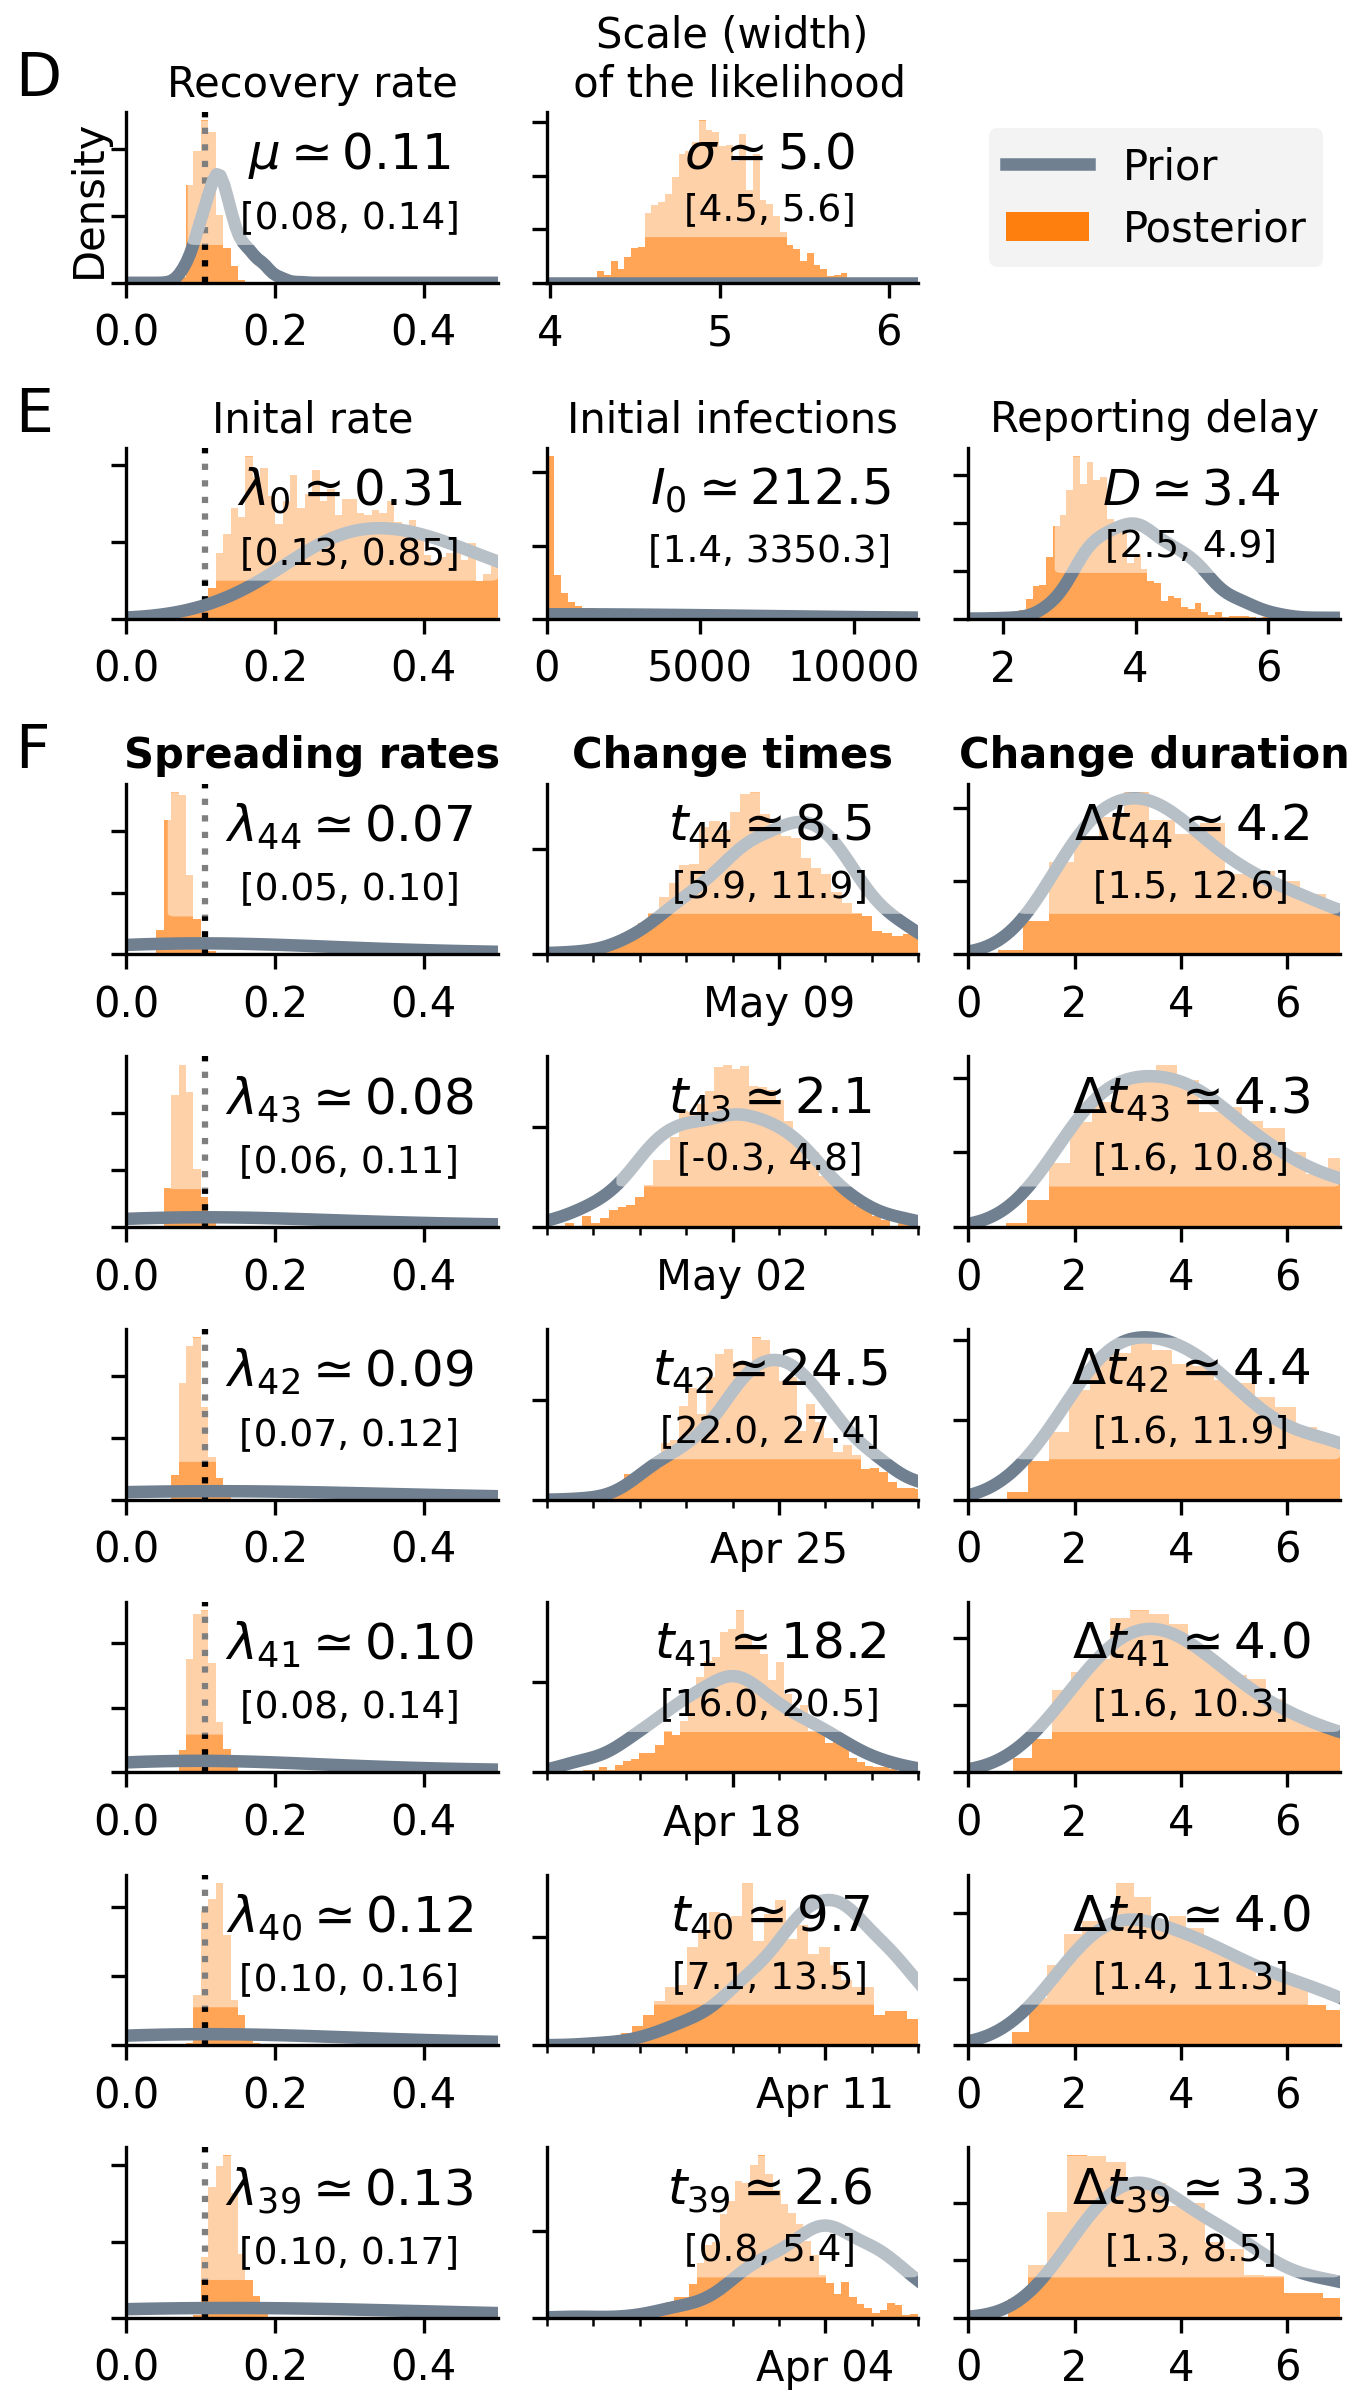 D
Recovery rate
Scale (width)
of the likelihood
Density
μ ≃ 0.11
[0.08, 0.14]
0.0 0.2 0.4
σ ≃ 5.0
[4.5, 5.6]
4 5 6
Prior
Posterior
E
Inital rate
λ0 ≃ 0.31
[0.13, 0.85]
0.0 0.2 0.4
Initial infections
I0 ≃ 212.5
[1.4, 3350.3]
0 5000 10000
Reporting delay
D ≃ 3.4
[2.5, 4.9]
2 4 6
F
Spreading rates
Change times
Change duration
λ44 ≃ 0.07
[0.05, 0.10]
0.0 0.2 0.4
t44 ≃ 8.5
[5.9, 11.9]
May 09
Δt44 ≃ 4.2
[1.5, 12.6]
0 2 4 6
λ43 ≃ 0.08
[0.06, 0.11]
0.0 0.2 0.4
t43 ≃ 2.1
[-0.3, 4.8]
May 02
Δt43 ≃ 4.3
[1.6, 10.8]
0 2 4 6
λ42 ≃ 0.09
[0.07, 0.12]
0.0 0.2 0.4
t42 ≃ 24.5
[22.0, 27.4]
Apr 25
Δt42 ≃ 4.4
[1.6, 11.9]
0 2 4 6
λ41 ≃ 0.10
[0.08, 0.14]
0.0 0.2 0.4
t41 ≃ 18.2
[16.0, 20.5]
Apr 18
Δt41 ≃ 4.0
[1.6, 10.3]
0 2 4 6
λ40 ≃ 0.12
[0.10, 0.16]
0.0 0.2 0.4
t40 ≃ 9.7
[7.1, 13.5]
Apr 11
Δt40 ≃ 4.0
[1.4, 11.3]
0 2 4 6
λ39 ≃ 0.13
[0.10, 0.17]
0.0 0.2 0.4
t39 ≃ 2.6
[0.8, 5.4]
Apr 04
Δt39 ≃ 3.3
[1.3, 8.5]
0 2 4 6